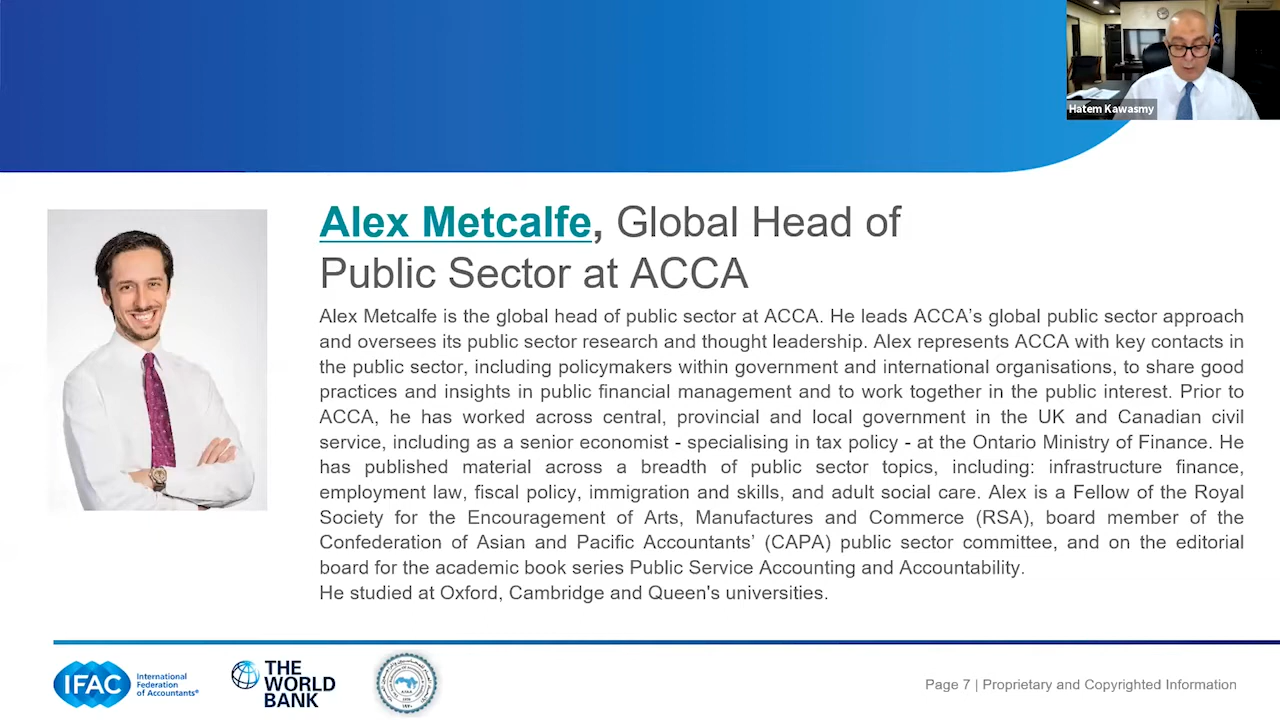 Hatem Kawasmy
Alex Metcalfe, Global Head of
Public Sector at ACCA
Alex Metcalfe is the global head of public sector at ACCA. He leads ACCA’s global public sector approach
and oversees its public sector research and thought leadership. Alex represents ACCA with key contacts in
the public sector, including policymakers within government and international organisations, to share good
practices and insights in public financial management and to work together in the public interest. Prior to
ACCA, he has worked across central, provincial and local government in the UK and Canadian civil
service, including as a senior economist - specialising in tax policy - at the Ontario Ministry of Finance. He
has published material across a breadth of public sector topics, including: infrastructure finance,
employment law, fiscal policy, immigration and skills, and adult social care. Alex is a Fellow of the Royal
Society for the Encouragement of Arts, Manufactures and Commerce (RSA), board member of the
Confederation of Asian and Pacific Accountants’ (CAPA) public sector committee, and on the editorial
board for the academic book series Public Service Accounting and Accountability.
He studied at Oxford, Cambridge and Queen's universities.
IFAC
International
Federation
of Accountants®
THE
WORLD
BANK
Page 7 | Proprietary and Copyrighted Information